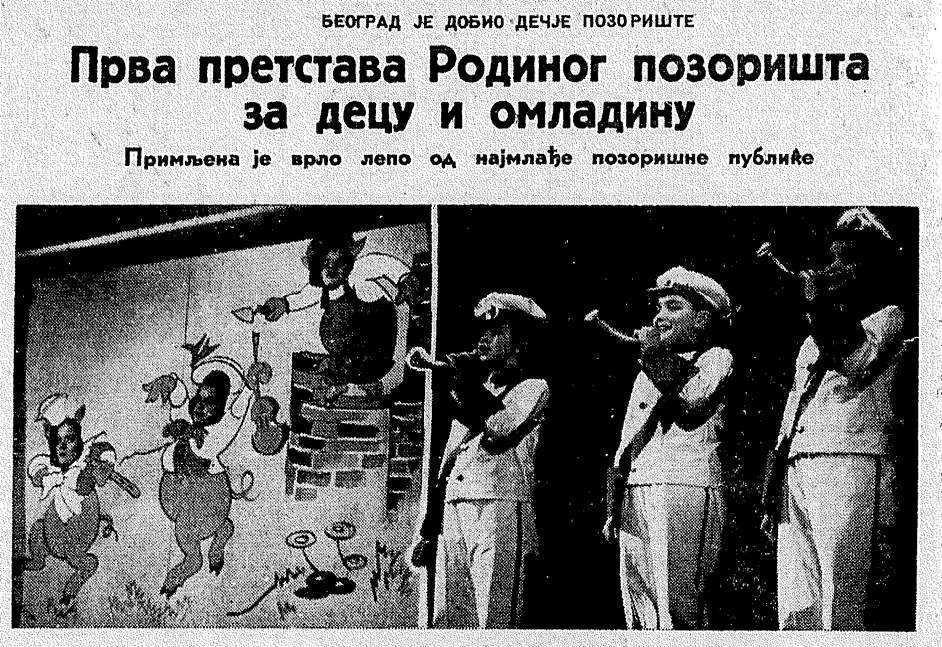 БЕОГРАД ЈЕ ДОБИО ДЕЧЈЕ ПОЗОРИШТЕ
Прва претстава Родиног позоришта
за децу и омладину
Примљена је врло лепо од најмлађе позоришне публике